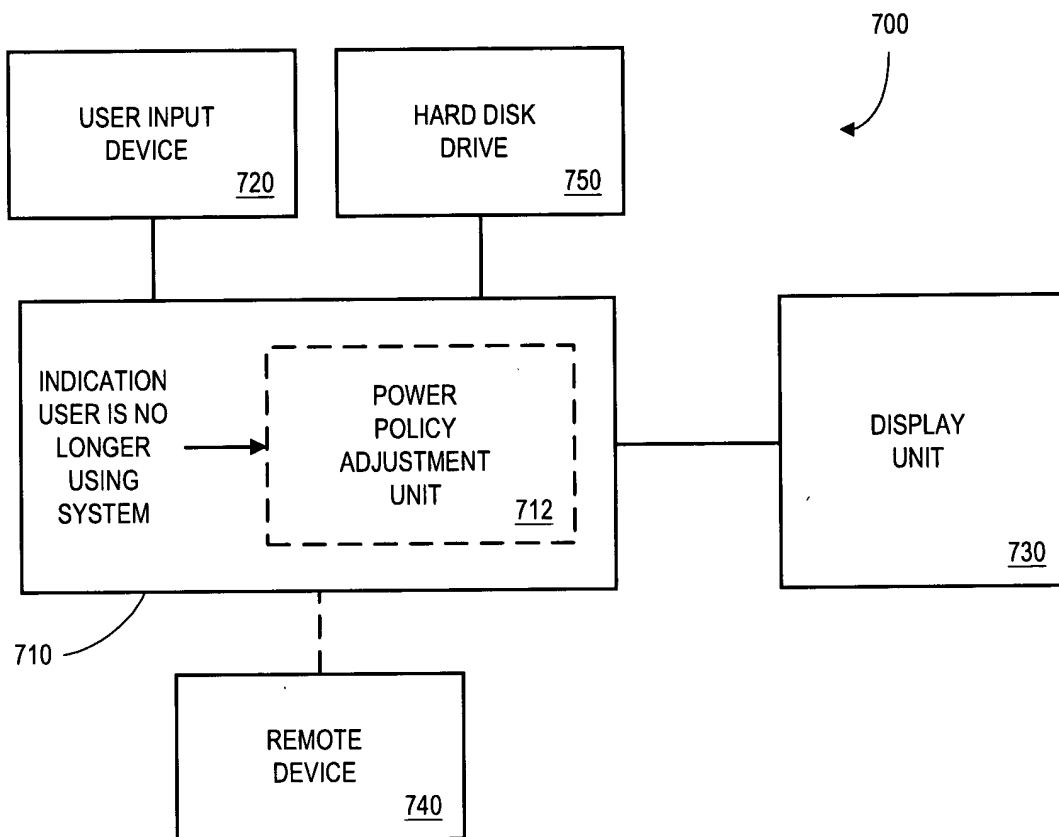 700
USER INPUT
DEVICE
720
HARD DISK
DRIVE
750
INDICATION
USER IS NO
LONGER
USING
SYSTEM
POWER
POLICY
ADJUSTMENT
UNIT
712
DISPLAY
UNIT
730
710
REMOTE
DEVICE
740